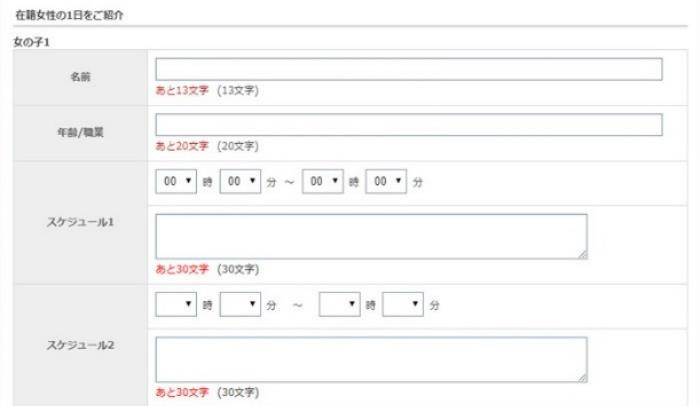 在籍女性の1日をご紹介
女の子1
名前
あと13文字 (13文字)
年齢/職業
あと20文字 (20文字)
スケジュール1
00 時 00 分 ～ 00 時 00 分
あと30文字 (30文字)
スケジュール2
時 分 ～ 時 分
あと30文字 (30文字)